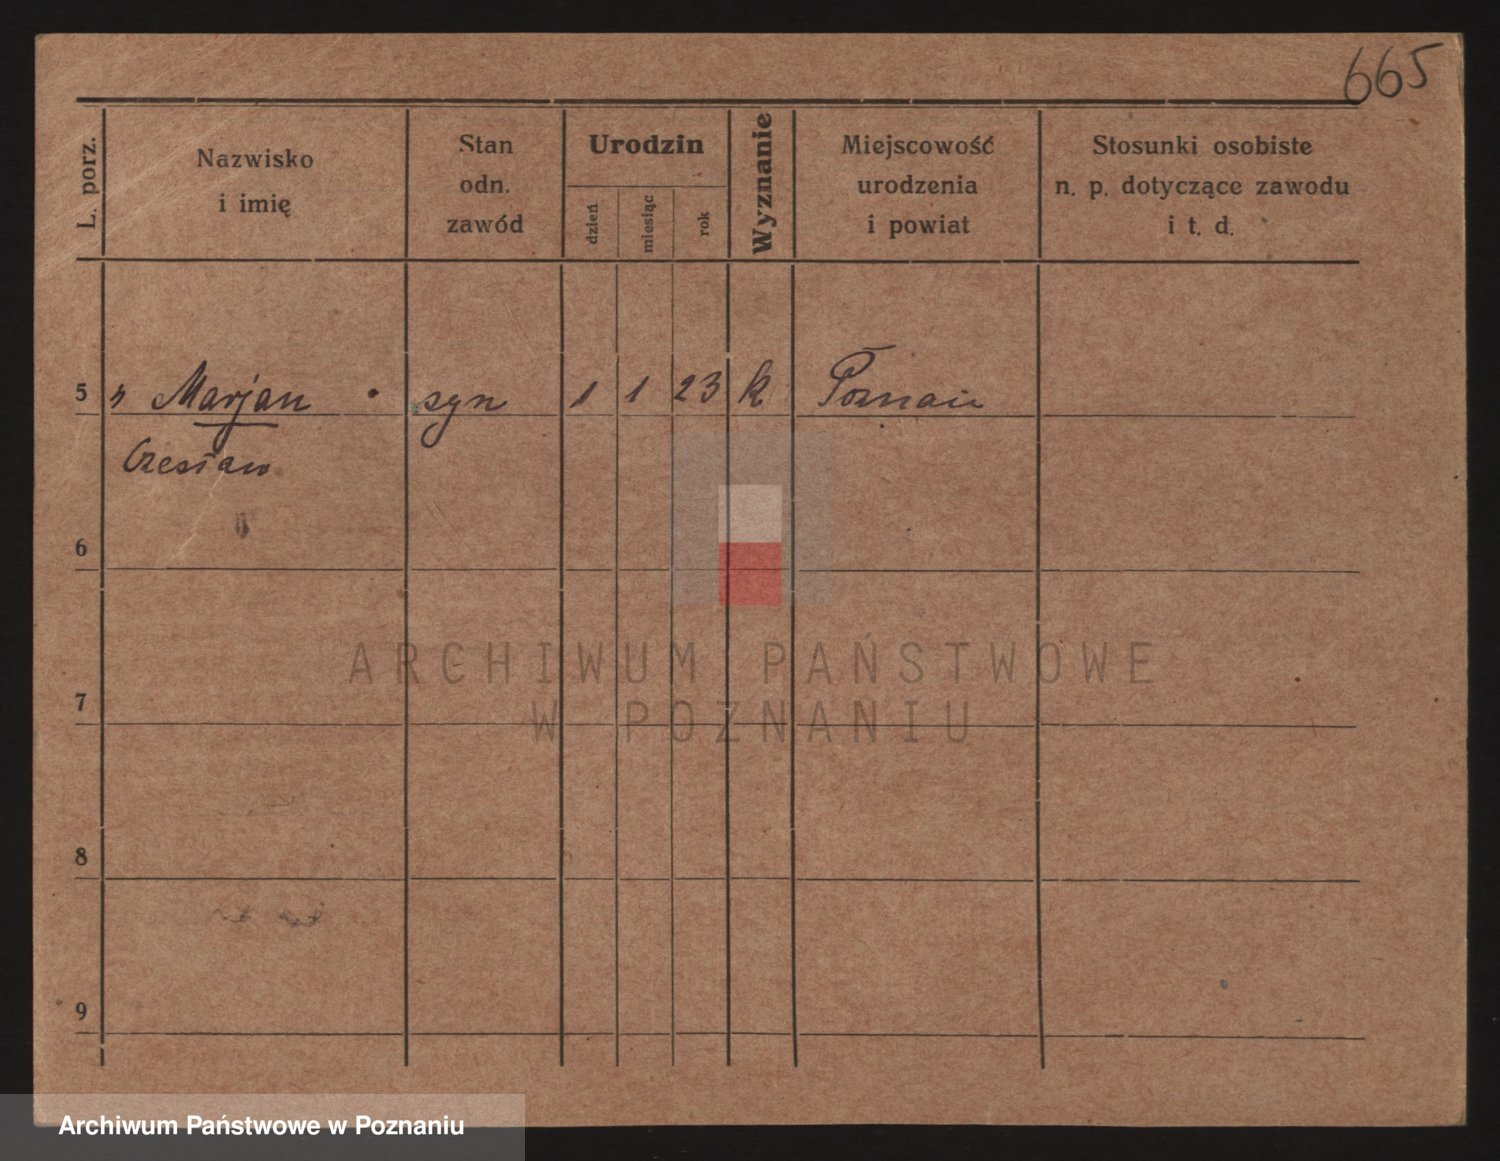 665
L. porz.
Nazwisko
i imię
Stan
odn.
zawód
Urodzin
dzień
miesiąc
rok
Wyznanie
Miejscowość
urodzenia
i powiat
Stosunki osobiste
n. p. dotyczące zawodu
i t. d.
5 " Marjan syn 1 1 23 k Poznań
Czesław
6
7
8
9
ARCHIWUM PAŃSTWOWE
W POZNANIU
Archiwum Państwowe w Poznaniu